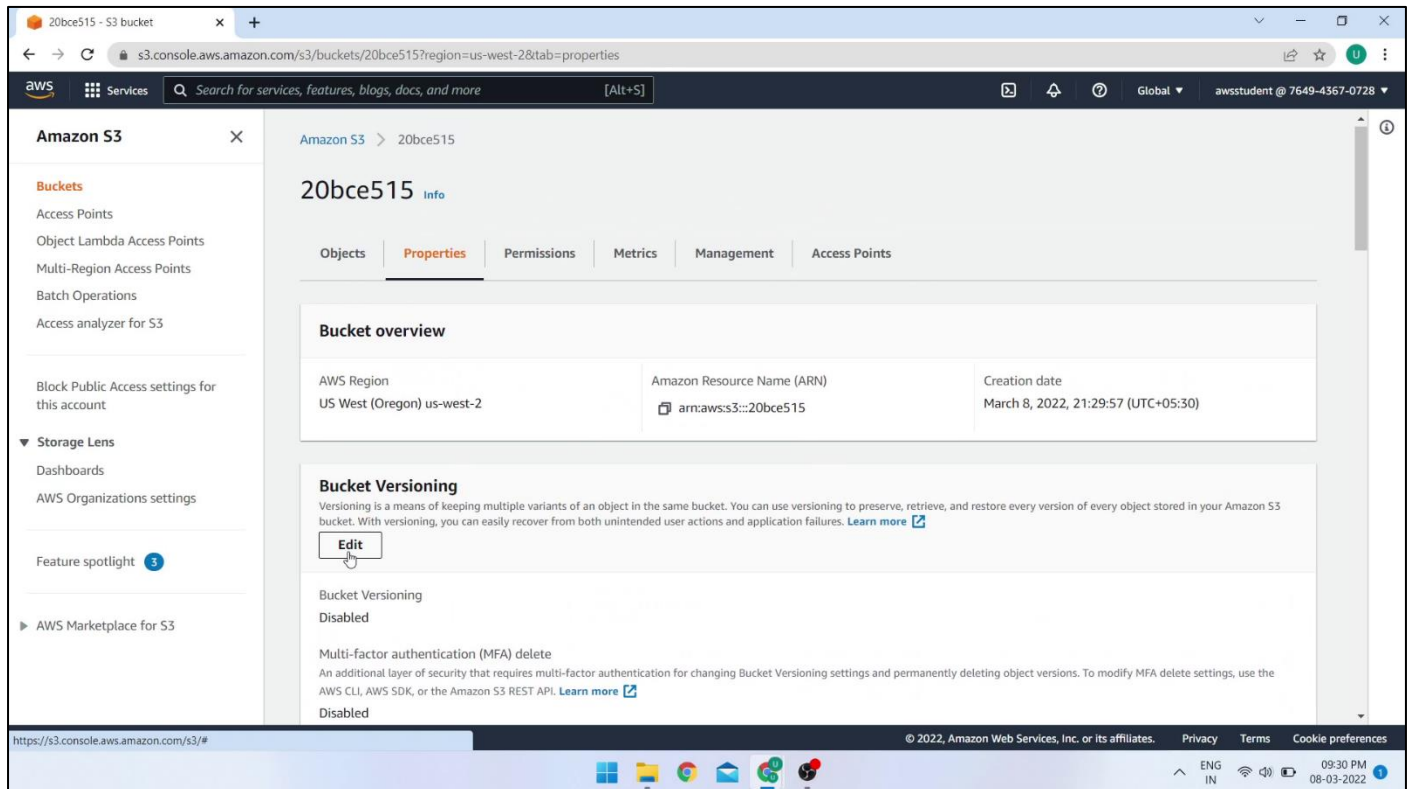 20bce515 - S3 bucket
s3.console.aws.amazon.com/s3/buckets/20bce515?region=us-west-2&tab=properties
U
aws
Services
Search for services, features, blogs, docs, and more
[Alt+S]
Global
awsstudent @ 7649-4367-0728
Amazon S3
Buckets
Access Points
Object Lambda Access Points
Multi-Region Access Points
Batch Operations
Access analyzer for S3
Block Public Access settings for
this account
Storage Lens
Dashboards
AWS Organizations settings
Feature spotlight 3
AWS Marketplace for S3
Amazon S3 > 20bce515
20bce515 Info
Objects
Properties
Permissions
Metrics
Management
Access Points
Bucket overview
AWS Region
US West (Oregon) us-west-2
Amazon Resource Name (ARN)
arn:aws:s3:::20bce515
Creation date
March 8, 2022, 21:29:57 (UTC+05:30)
Bucket Versioning
Versioning is a means of keeping multiple variants of an object in the same bucket. You can use versioning to preserve, retrieve, and restore every version of every object stored in your Amazon S3
bucket. With versioning, you can easily recover from both unintended user actions and application failures. Learn more
Edit
Bucket Versioning
Disabled
Multi-factor authentication (MFA) delete
An additional layer of security that requires multi-factor authentication for changing Bucket Versioning settings and permanently deleting object versions. To modify MFA delete settings, use the
AWS CLI, AWS SDK, or the Amazon S3 REST API. Learn more
Disabled
https://s3.console.aws.amazon.com/s3/#
© 2022, Amazon Web Services, Inc. or its affiliates.
Privacy
Terms
Cookie preferences
ENG
IN
09:30 PM
08-03-2022
1